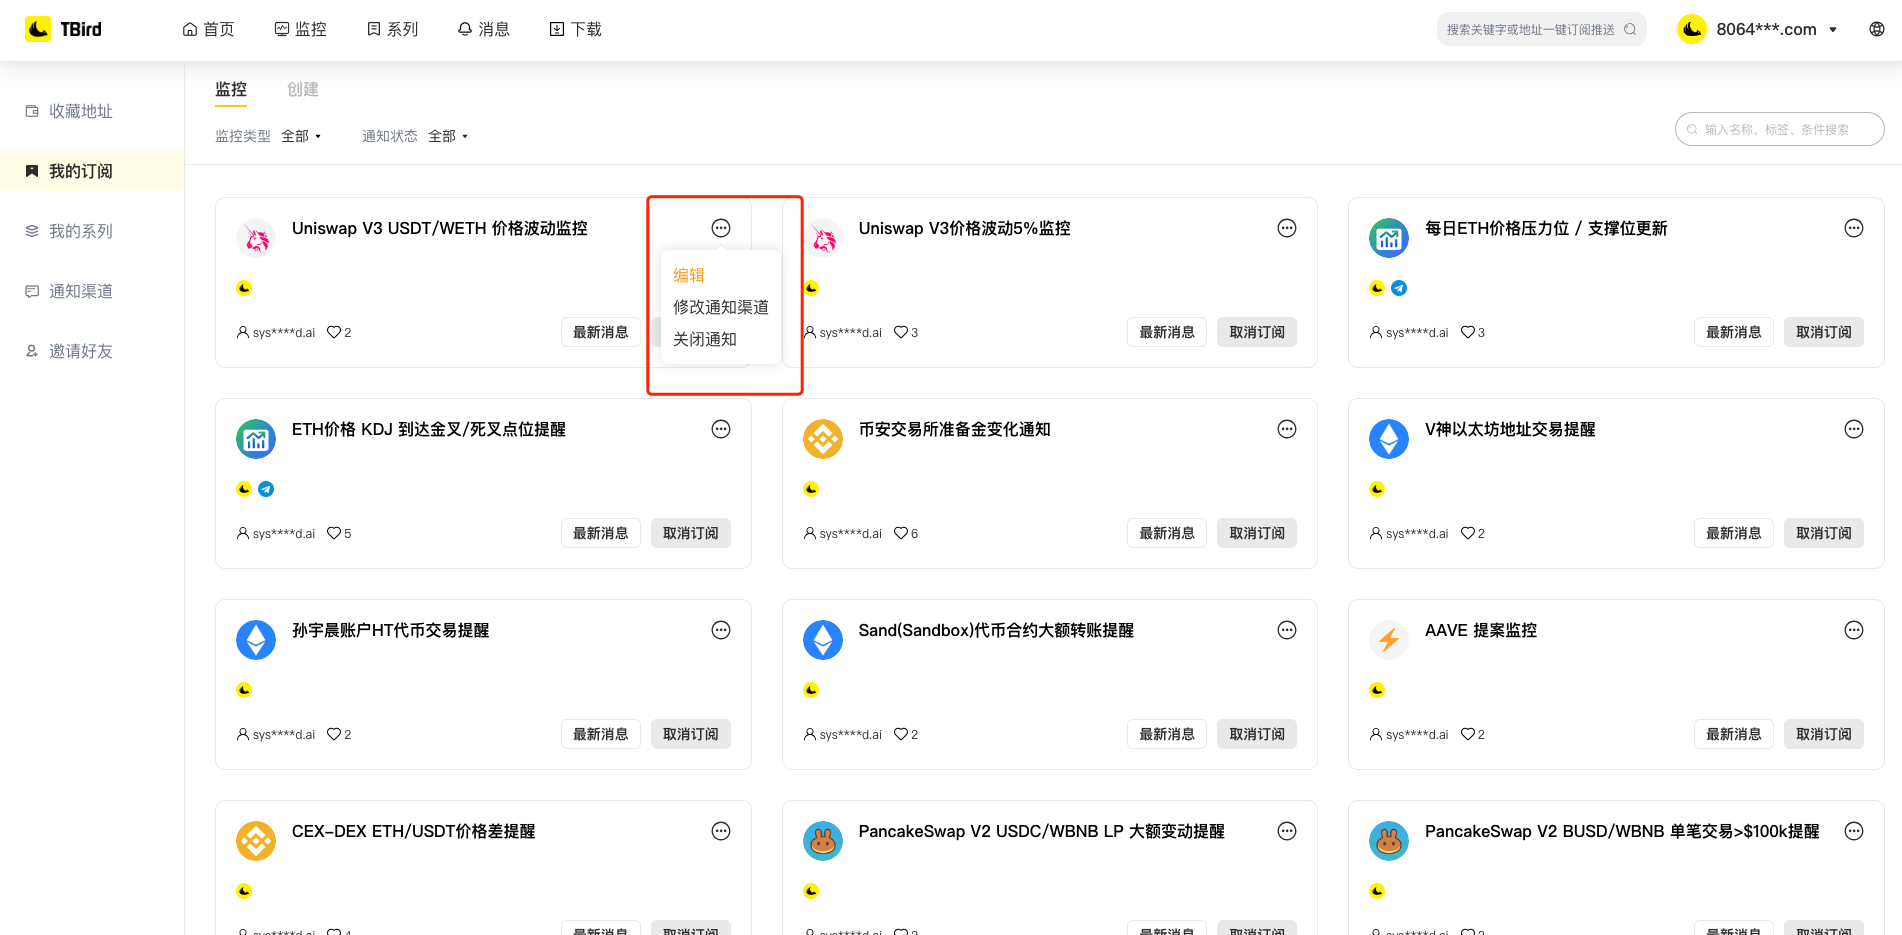 TBird
首页
监控
系列
消息
下载
搜索关键字或地址一键订阅推送
8064***.com
收藏地址
我的订阅
我的系列
通知渠道
邀请好友
监控
创建
监控类型 全部
通知状态 全部
输入名称、标签、条件搜索
Uniswap V3 USDT/WETH 价格波动监控
编辑
修改通知渠道
关闭通知
sys****d.ai 2
最新消息
Uniswap V3价格波动5%监控
sys****d.ai 3
最新消息
取消订阅
每日ETH价格压力位 / 支撑位更新
sys****d.ai 3
最新消息
取消订阅
ETH价格 KDJ 到达金叉/死叉点位提醒
sys****d.ai 5
最新消息
取消订阅
币安交易所准备金变化通知
sys****d.ai 6
最新消息
取消订阅
V神以太坊地址交易提醒
sys****d.ai 2
最新消息
取消订阅
孙宇晨账户HT代币交易提醒
sys****d.ai 2
最新消息
取消订阅
Sand(Sandbox)代币合约大额转账提醒
sys****d.ai 2
最新消息
取消订阅
AAVE 提案监控
sys****d.ai 2
最新消息
取消订阅
CEX-DEX ETH/USDT价格差提醒
sys****d.ai 4
最新消息
取消订阅
PancakeSwap V2 USDC/WBNB LP 大额变动提醒
sys****d.ai
最新消息
取消订阅
PancakeSwap V2 BUSD/WBNB 单笔交易>$100k提醒
sys****d.ai
最新消息
取消订阅